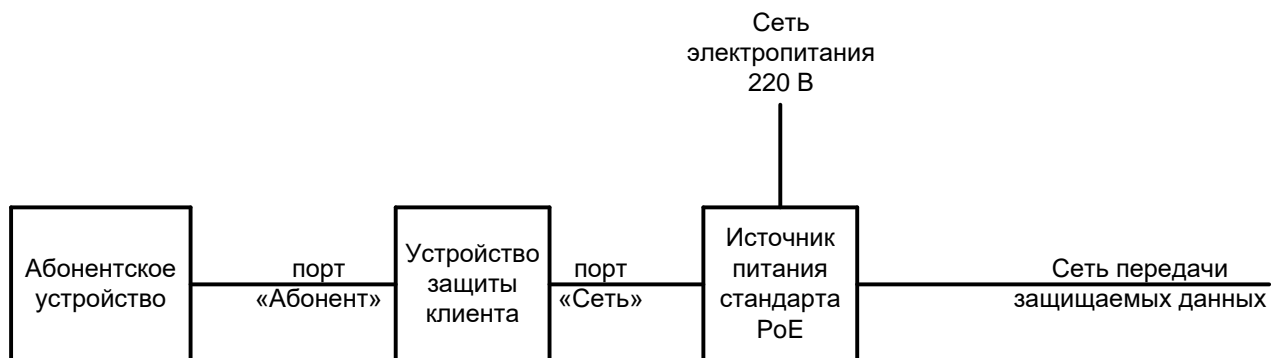 Сеть
электропитания
220 В
Абонентское
устройство
порт
«Абонент»
Устройство
защиты
клиента
порт
«Сеть»
Источник
питания
стандарта
PoE
Сеть передачи
защищаемых данных